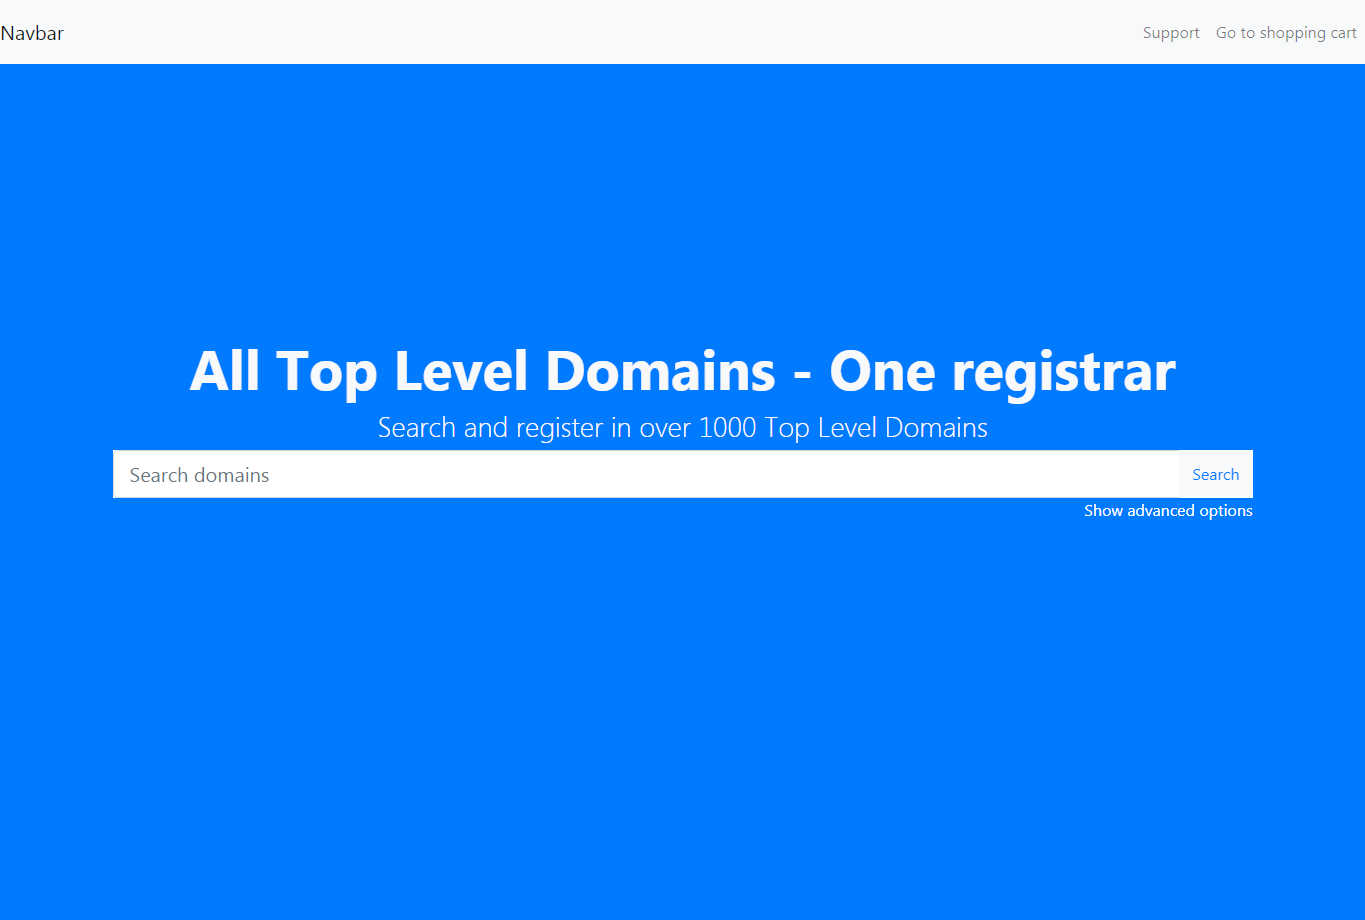 Navbar
Support
Go to shopping cart
All Top Level Domains - One registrar
Search and register in over 1000 Top Level Domains
Search domains
Search
Show advanced options